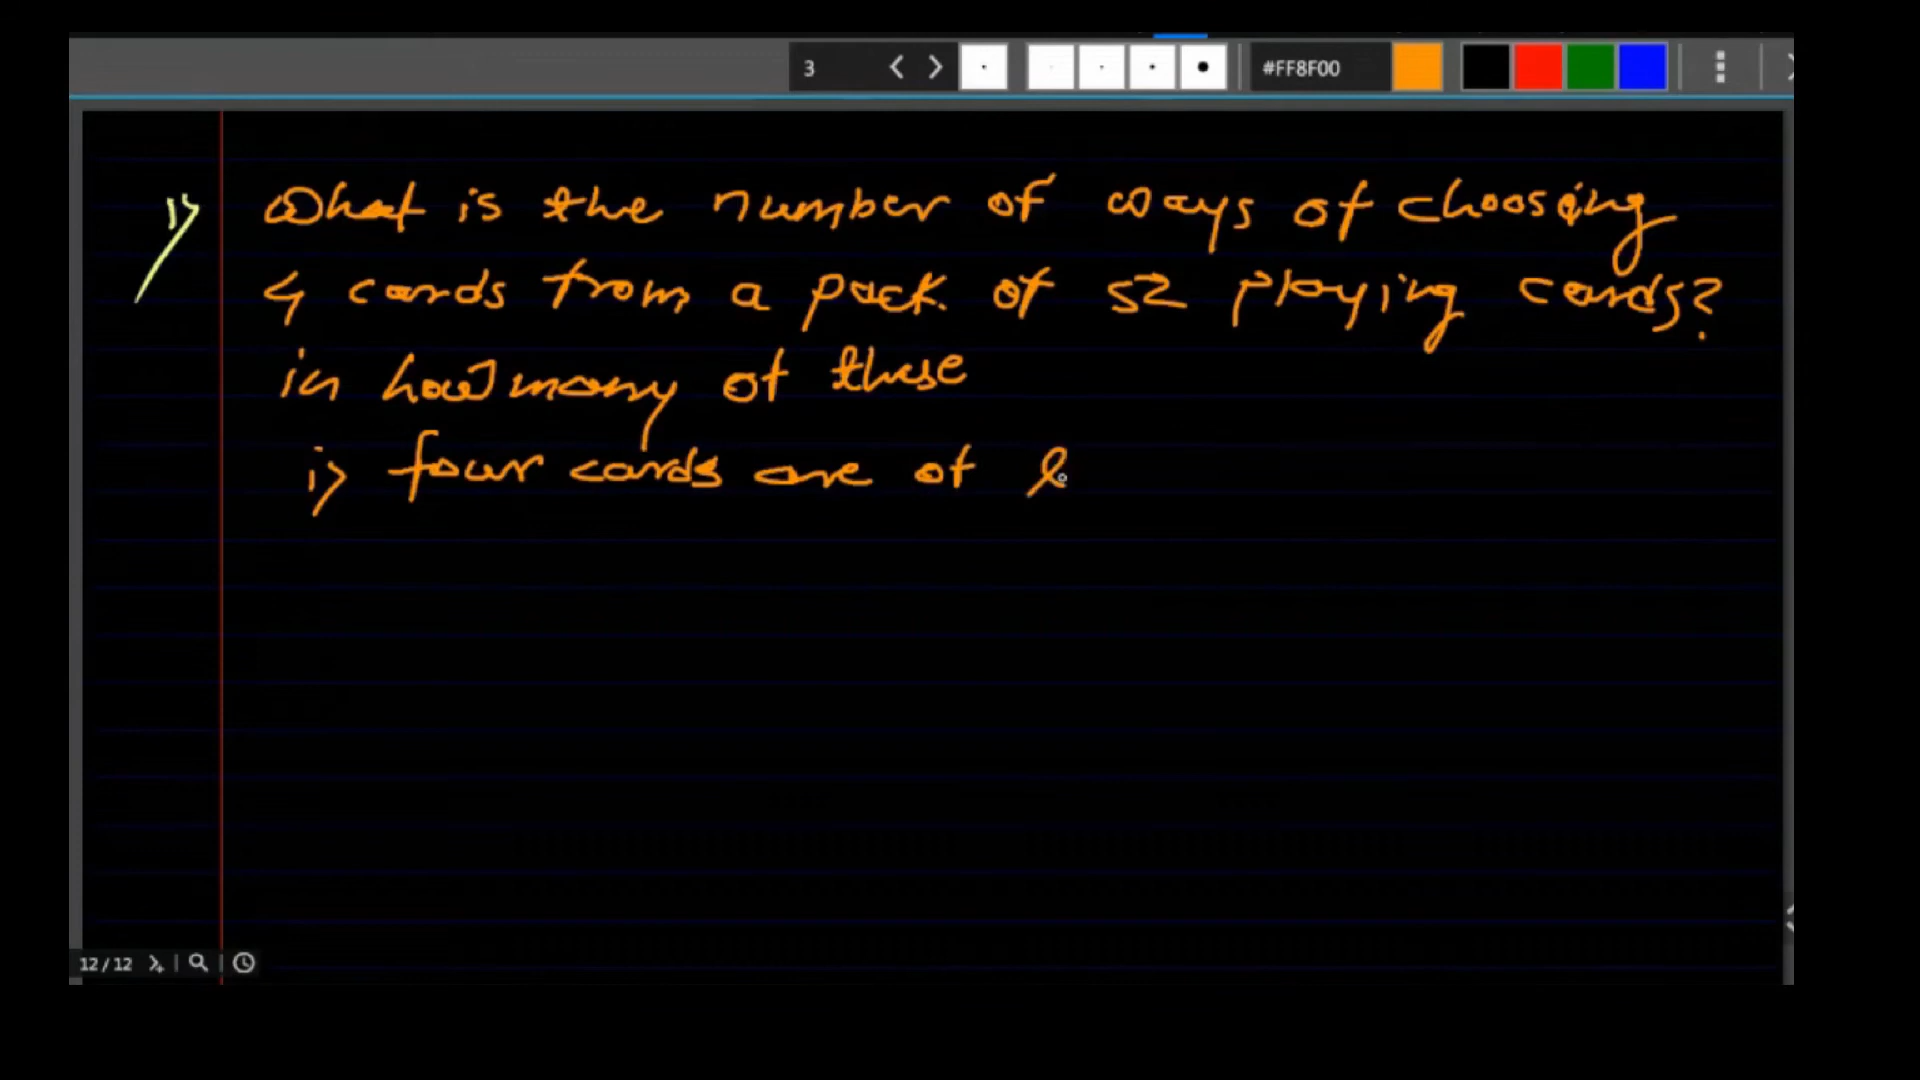 3
#FF8F00
1) What is the number of ways of choosing
4 cards from a pack of 52 playing cards?
in how many of these
i) four cards are of
12 / 12